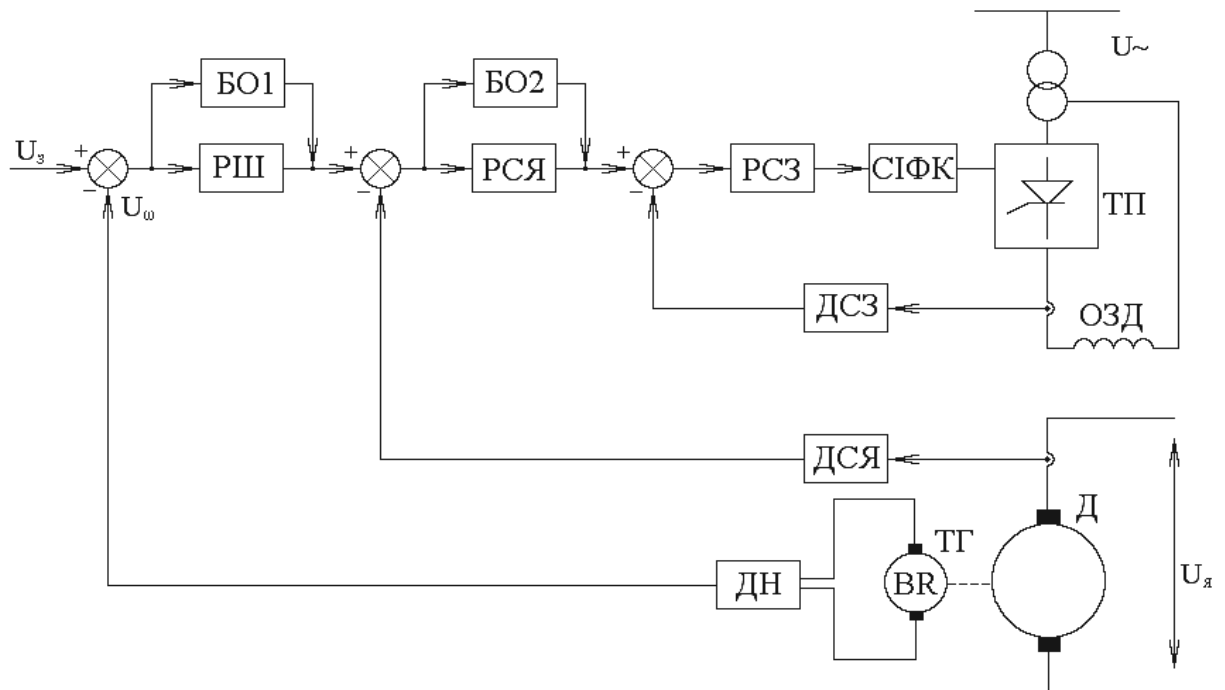 U~
БО1
БО2
Uз
+
−
РШ
+
−
РСЯ
+
−
РСЗ
СІФК
ТП
Uω
ДСЗ
ОЗД
ДСЯ
Д
ТГ
ДН
BR
Uя